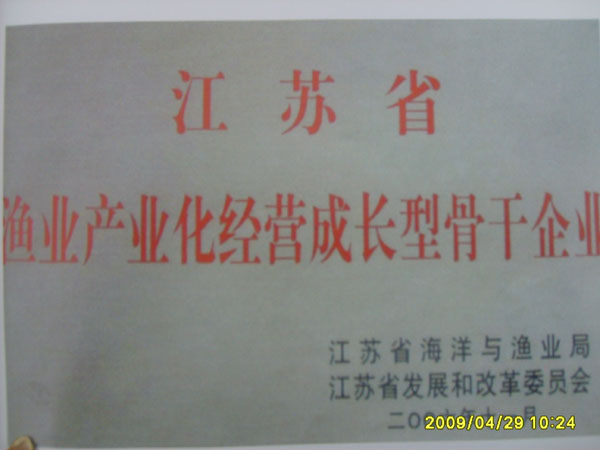 江苏省
渔业产业化经营成长型骨干企业
江苏省海洋与渔业局
江苏省发展和改革委员会
2009/04/29 10:24